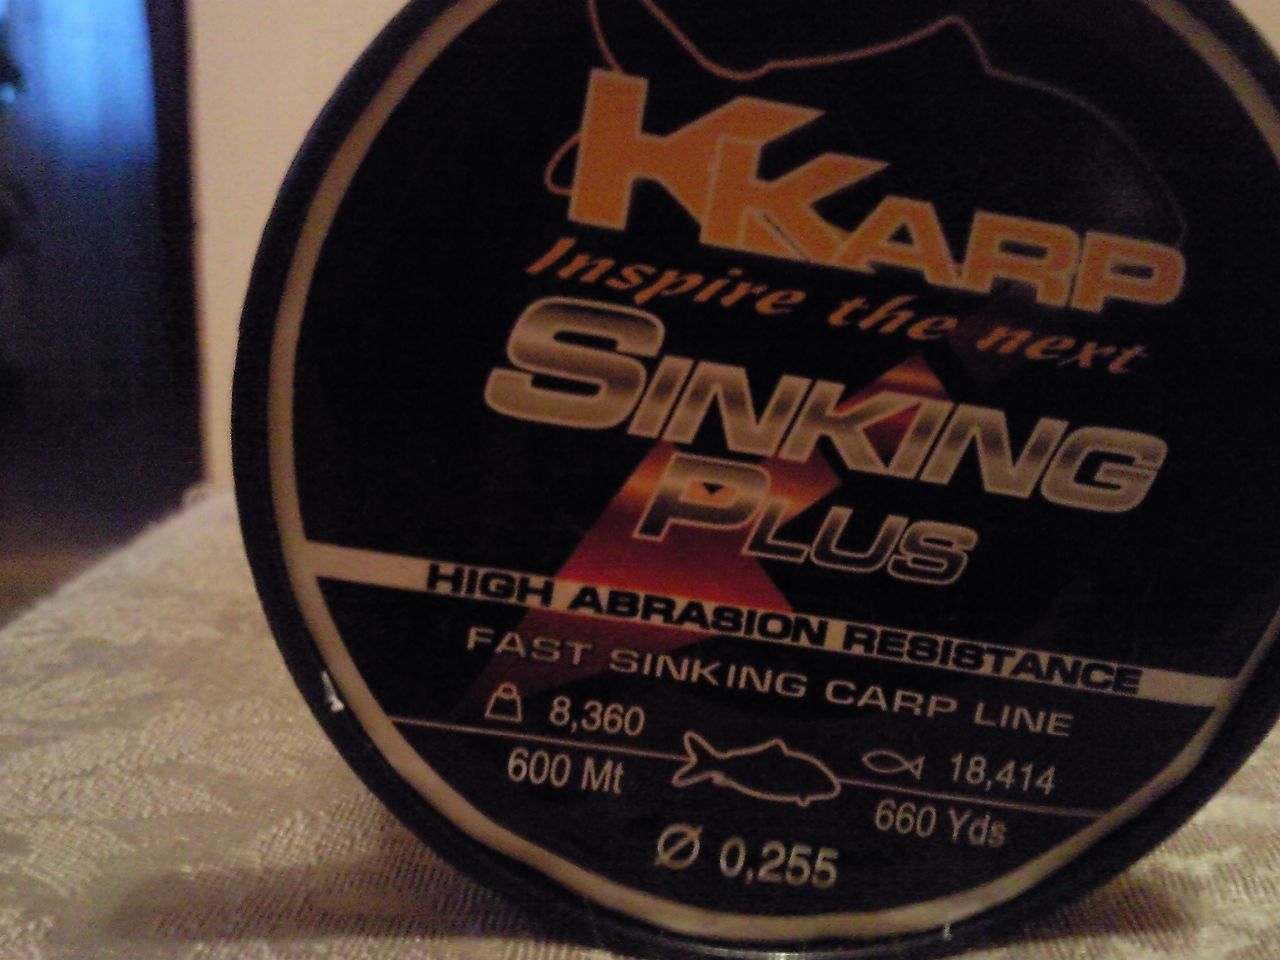 KKARP
Inspire the next
SINKING
PLUS
HIGH ABRASION RESISTANCE
FAST SINKING CARP LINE
8,360
18,414
600 Mt
660 Yds
Ø 0,255